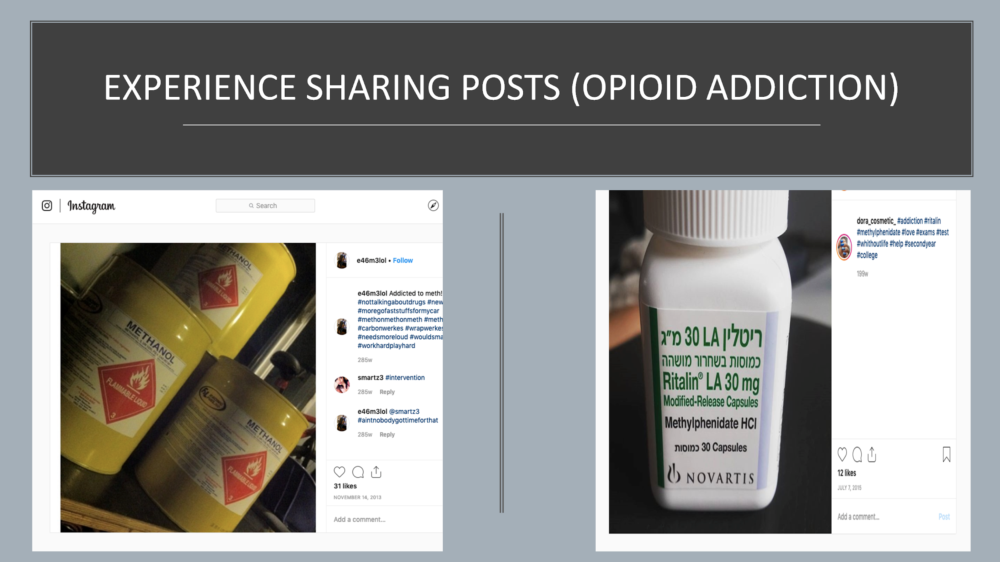 EXPERIENCE SHARING POSTS (OPIOID ADDICTION)
Instagram
Search
METHANOL
FLAMMABLE LIQUID
3
METHANOL
FLAMMABLE LIQUID
3
METHANOL
FLAMMABLE LIQUID
3
e46m3lol • Follow
e46m3lol Addicted to meth!
#nottalkingaboutdrugs #new
#moregofaststuffsformycar
#methonmethonmeth #meth
#carbonwerkes #wrapwerkes
#needsmoreloud #wouldsma
#workhardplayhard
285w
smartz3 #intervention
285w Reply
e46m3lol @smartz3
#aintnobodygottimeforthat
285w Reply
31 likes
NOVEMBER 14, 2013
Add a comment...
ריטלין LA 30 מ"ג
כמוסות בשחרור מושהה
Ritalin® LA 30 mg
Modified-Release Capsules
Methylphenidate HCl
30 Capsules כמוסות
NOVARTIS
dora_cosmetic_ #addiction #ritalin
#methylphenidate #love #exams #test
#whithoutlife #help #secondyear
#college
199w
12 likes
JULY 7, 2015
Add a comment...
Post